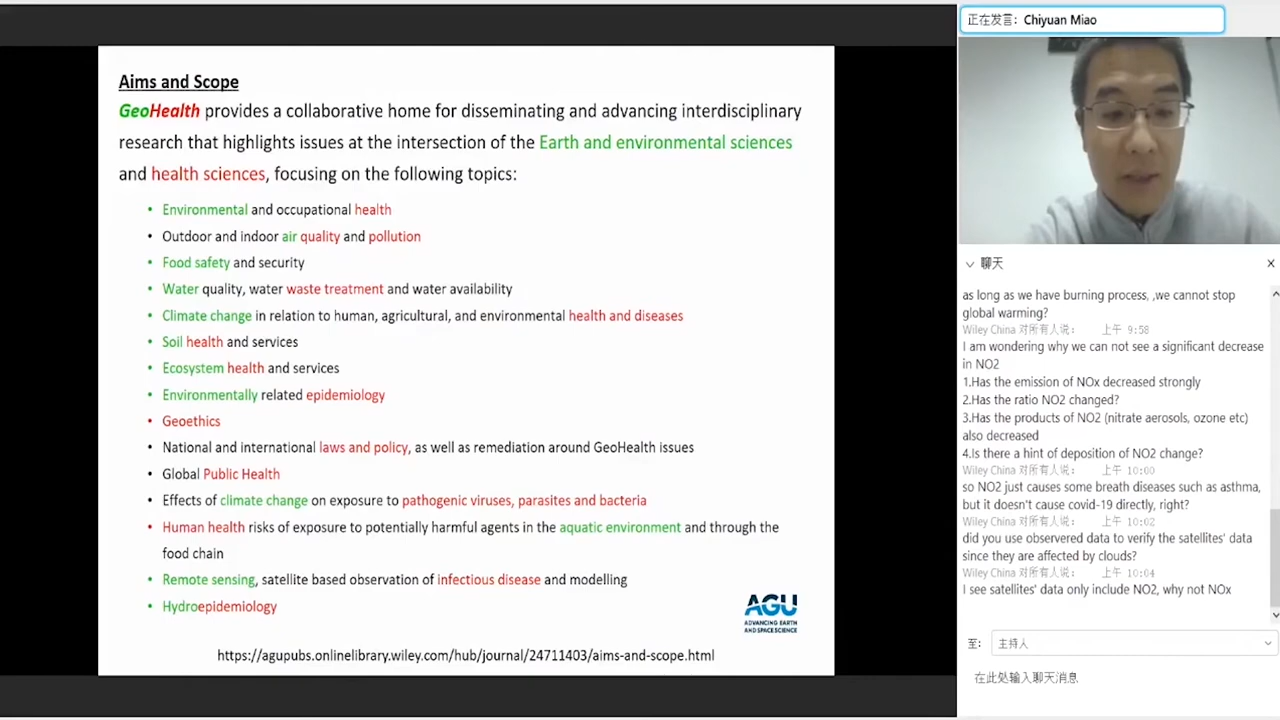 Aims and Scope
GeoHealth provides a collaborative home for disseminating and advancing interdisciplinary
research that highlights issues at the intersection of the Earth and environmental sciences
and health sciences, focusing on the following topics:
• Environmental and occupational health
• Outdoor and indoor air quality and pollution
• Food safety and security
• Water quality, water waste treatment and water availability
• Climate change in relation to human, agricultural, and environmental health and diseases
• Soil health and services
• Ecosystem health and services
• Environmentally related epidemiology
• Geoethics
• National and international laws and policy, as well as remediation around GeoHealth issues
• Global Public Health
• Effects of climate change on exposure to pathogenic viruses, parasites and bacteria
• Human health risks of exposure to potentially harmful agents in the aquatic environment and through the
food chain
• Remote sensing, satellite based observation of infectious disease and modelling
• Hydroepidemiology
AGU
ADVANCING EARTH
AND SPACE SCIENCE
https://agupubs.onlinelibrary.wiley.com/hub/journal/24711403/aims-and-scope.html
正在发言: Chiyuan Miao
聊天
as long as we have burning process, ,we cannot stop
global warming?
Wiley China 对所有人说: 上午 9:58
I am wondering why we can not see a significant decrease
in NO2
1.Has the emission of NOx decreased strongly
2.Has the ratio NO2 changed?
3.Has the products of NO2 (nitrate aerosols, ozone etc)
also decreased
4.Is there a hint of deposition of NO2 change?
Wiley China 对所有人说: 上午 10:00
so NO2 just causes some breath diseases such as asthma,
but it doesn't cause covid-19 directly, right?
Wiley China 对所有人说: 上午 10:02
did you use observered data to verify the satellites' data
since they are affected by clouds?
Wiley China 对所有人说: 上午 10:04
I see satellites' data only include NO2, why not NOx
至: 主持人
在此处输入聊天消息